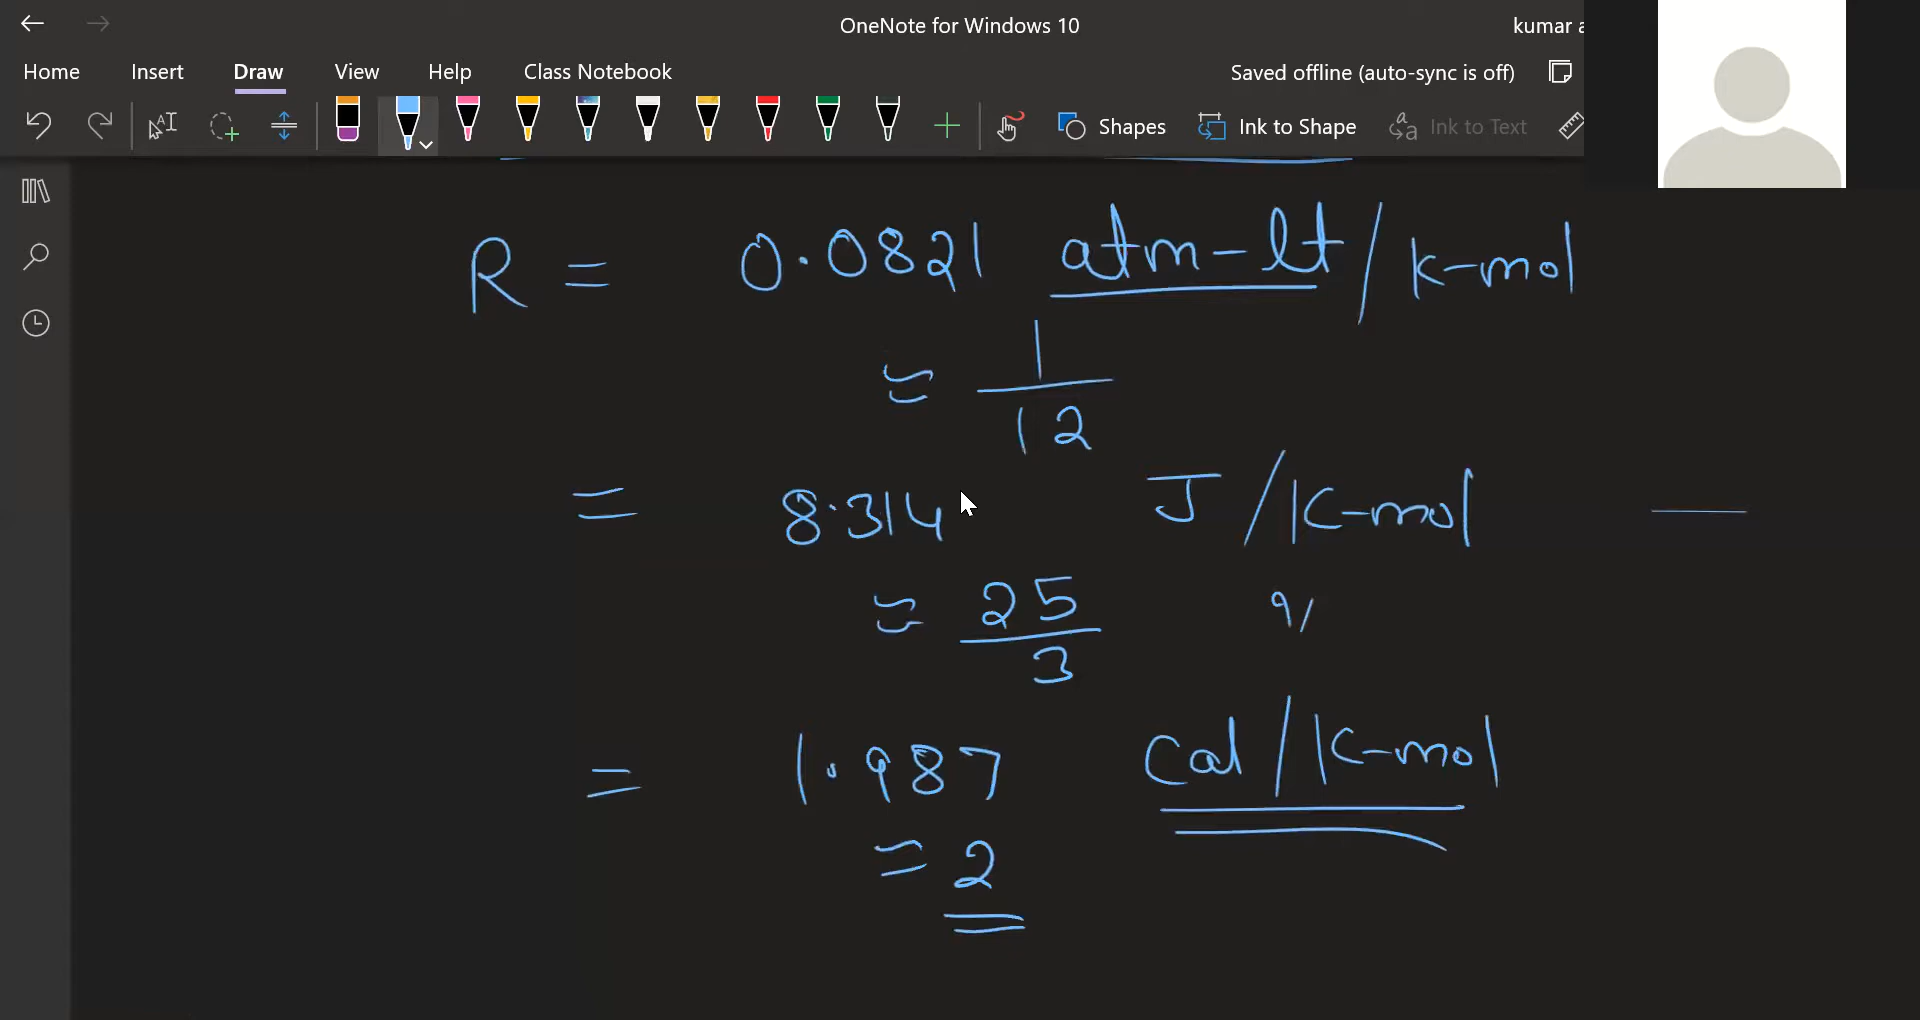 OneNote for Windows 10
kumar a
Home Insert Draw View Help Class Notebook
Saved offline (auto-sync is off)
Shapes Ink to Shape Ink to Text
R = 0.0821 atm-lt/K-mol
≈ 1/12
= 8.314 J/K-mol
≈ 25/3
= 1.987 Cal/K-mol
≈ 2